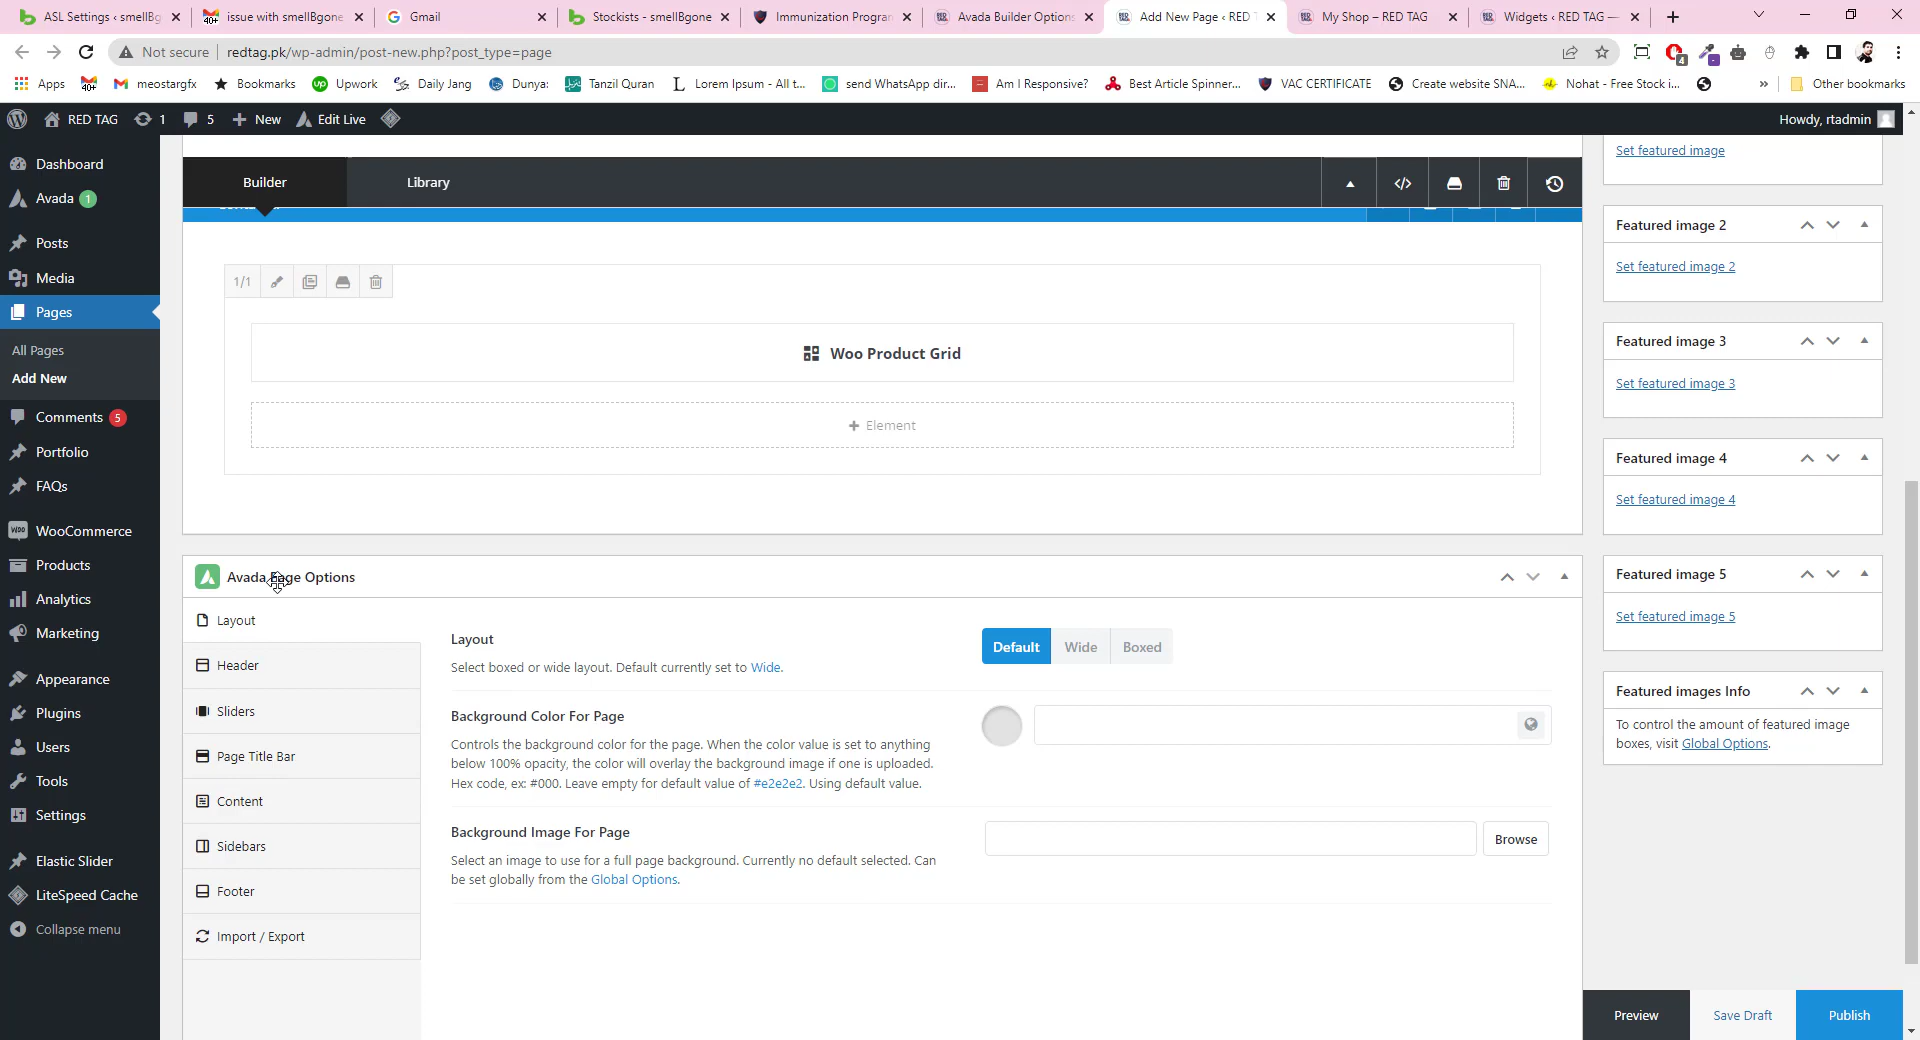 ASL Settings ‹ smellBg
issue with smellBgone
Gmail
Stockists - smellBgone
Immunization Progran
Avada Builder Options
Add New Page ‹ RED T
My Shop – RED TAG
Widgets ‹ RED TAG —
Not secure
redtag.pk/wp-admin/post-new.php?post_type=page
Apps
meostargfx
Bookmarks
Upwork
Daily Jang
Dunya:
Tanzil Quran
Lorem Ipsum - All t...
send WhatsApp dir...
Am I Responsive?
Best Article Spinner...
VAC CERTIFICATE
Create website SNA...
Nohat - Free Stock i...
»
Other bookmarks
RED TAG
1
5
New
Edit Live
Howdy, rtadmin
Dashboard
Avada 1
Posts
Media
Pages
All Pages
Add New
Comments 5
Portfolio
FAQs
WooCommerce
Products
Analytics
Marketing
Appearance
Plugins
Users
Tools
Settings
Elastic Slider
LiteSpeed Cache
Collapse menu
Builder
Library
1/1
Woo Product Grid
+ Element
Avada Page Options
Layout
Header
Sliders
Page Title Bar
Content
Sidebars
Footer
Import / Export
Layout
Select boxed or wide layout. Default currently set to Wide.
Default
Wide
Boxed
Background Color For Page
Controls the background color for the page. When the color value is set to anything
below 100% opacity, the color will overlay the background image if one is uploaded.
Hex code, ex: #000. Leave empty for default value of #e2e2e2. Using default value.
Background Image For Page
Select an image to use for a full page background. Currently no default selected. Can
be set globally from the Global Options.
Browse
Set featured image
Featured image 2
Set featured image 2
Featured image 3
Set featured image 3
Featured image 4
Set featured image 4
Featured image 5
Set featured image 5
Featured images Info
To control the amount of featured image
boxes, visit Global Options.
Preview
Save Draft
Publish